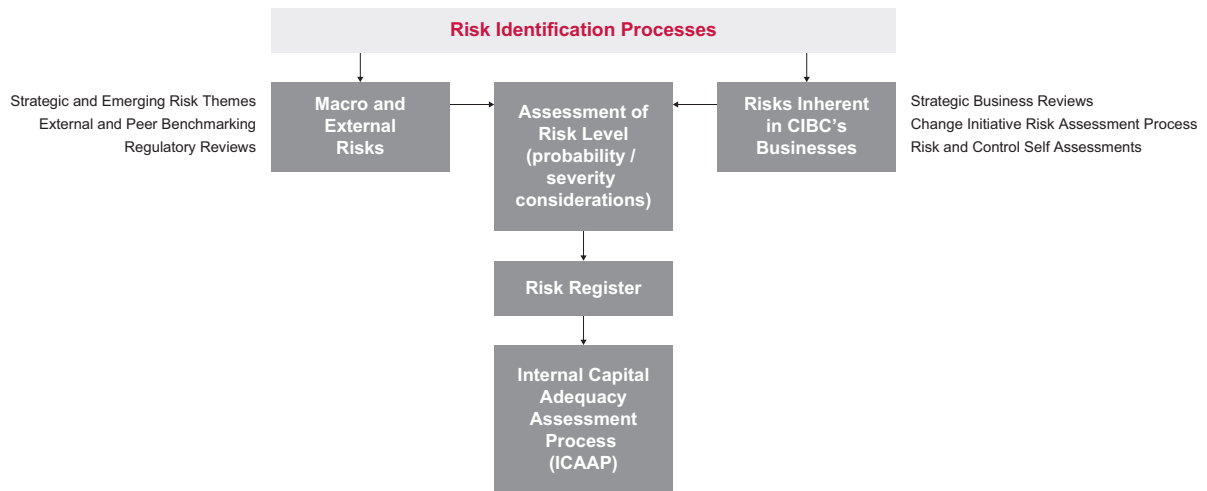 Risk Identification Processes
Strategic and Emerging Risk Themes
External and Peer Benchmarking
Regulatory Reviews
Macro and
External
Risks
Assessment of
Risk Level
(probability /
severity
considerations)
Risks Inherent
in CIBC's
Businesses
Strategic Business Reviews
Change Initiative Risk Assessment Process
Risk and Control Self Assessments
Risk Register
Internal Capital
Adequacy
Assessment
Process
(ICAAP)